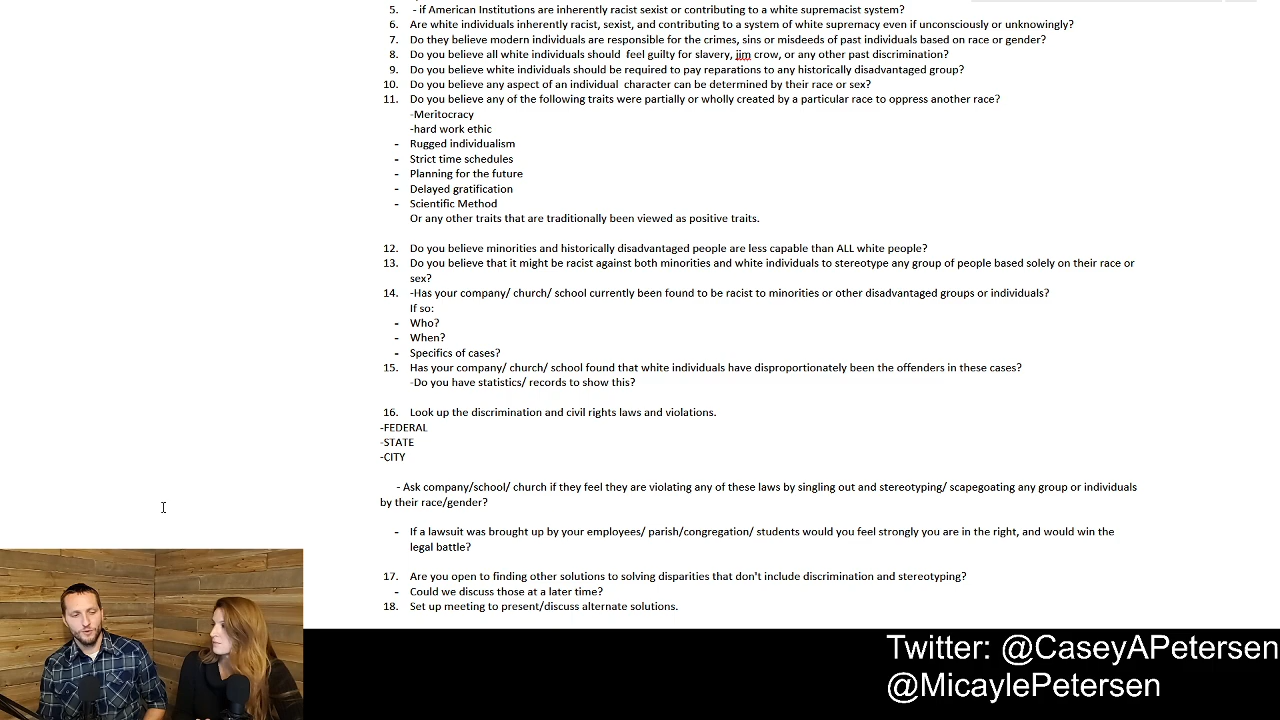 5. - if American Institutions are inherently racist sexist or contributing to a white supremacist system?
6. Are white individuals inherently racist, sexist, and contributing to a system of white supremacy even if unconsciously or unknowingly?
7. Do they believe modern individuals are responsible for the crimes, sins or misdeeds of past individuals based on race or gender?
8. Do you believe all white individuals should feel guilty for slavery, jim crow, or any other past discrimination?
9. Do you believe white individuals should be required to pay reparations to any historically disadvantaged group?
10. Do you believe any aspect of an individual character can be determined by their race or sex?
11. Do you believe any of the following traits were partially or wholly created by a particular race to oppress another race?
-Meritocracy
-hard work ethic
- Rugged individualism
- Strict time schedules
- Planning for the future
- Delayed gratification
- Scientific Method
Or any other traits that are traditionally been viewed as positive traits.
12. Do you believe minorities and historically disadvantaged people are less capable than ALL white people?
13. Do you believe that it might be racist against both minorities and white individuals to stereotype any group of people based solely on their race or
sex?
14. -Has your company/ church/ school currently been found to be racist to minorities or other disadvantaged groups or individuals?
If so:
- Who?
- When?
- Specifics of cases?
15. Has your company/ church/ school found that white individuals have disproportionately been the offenders in these cases?
-Do you have statistics/ records to show this?
16. Look up the discrimination and civil rights laws and violations.
-FEDERAL
-STATE
-CITY
- Ask company/school/ church if they feel they are violating any of these laws by singling out and stereotyping/ scapegoating any group or individuals
by their race/gender?
- If a lawsuit was brought up by your employees/ parish/congregation/ students would you feel strongly you are in the right, and would win the
legal battle?
17. Are you open to finding other solutions to solving disparities that don't include discrimination and stereotyping?
- Could we discuss those at a later time?
18. Set up meeting to present/discuss alternate solutions.
Twitter: @CaseyAPetersen
@MicaylePetersen